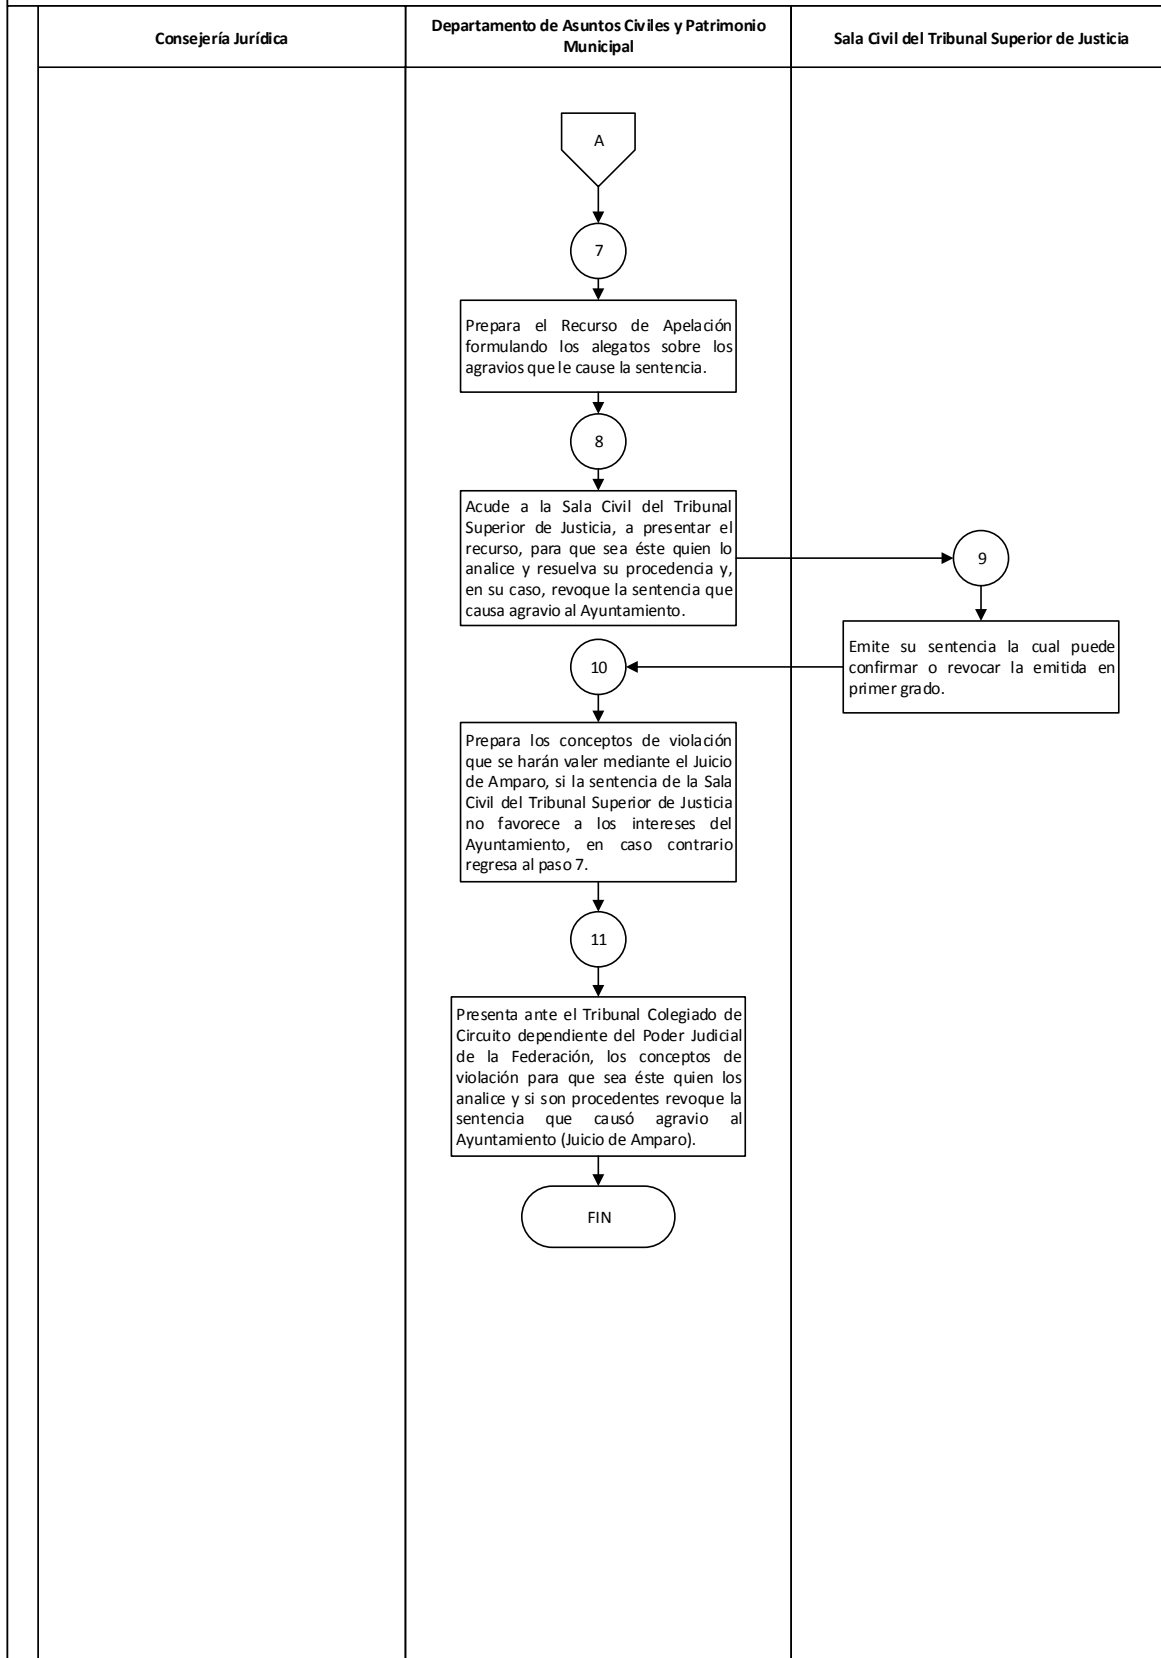 Consejería Jurídica
Departamento de Asuntos Civiles y Patrimonio
Municipal
Sala Civil del Tribunal Superior de Justicia
A
7
Prepara el Recurso de Apelación
formulando los alegatos sobre los
agravios que le cause la sentencia.
8
Acude a la Sala Civil del Tribunal
Superior de Justicia, a presentar el
recurso, para que sea éste quien lo
analice y resuelva su procedencia y,
en su caso, revoque la sentencia que
causa agravio al Ayuntamiento.
9
Emite su sentencia la cual puede
confirmar o revocar la emitida en
primer grado.
10
Prepara los conceptos de violación
que se harán valer mediante el Juicio
de Amparo, si la sentencia de la Sala
Civil del Tribunal Superior de Justicia
no favorece a los intereses del
Ayuntamiento, en caso contrario
regresa al paso 7.
11
Presenta ante el Tribunal Colegiado de
Circuito dependiente del Poder Judicial
de la Federación, los conceptos de
violación para que sea éste quien los
analice y si son procedentes revoque la
sentencia que causó agravio al
Ayuntamiento (Juicio de Amparo).
FIN